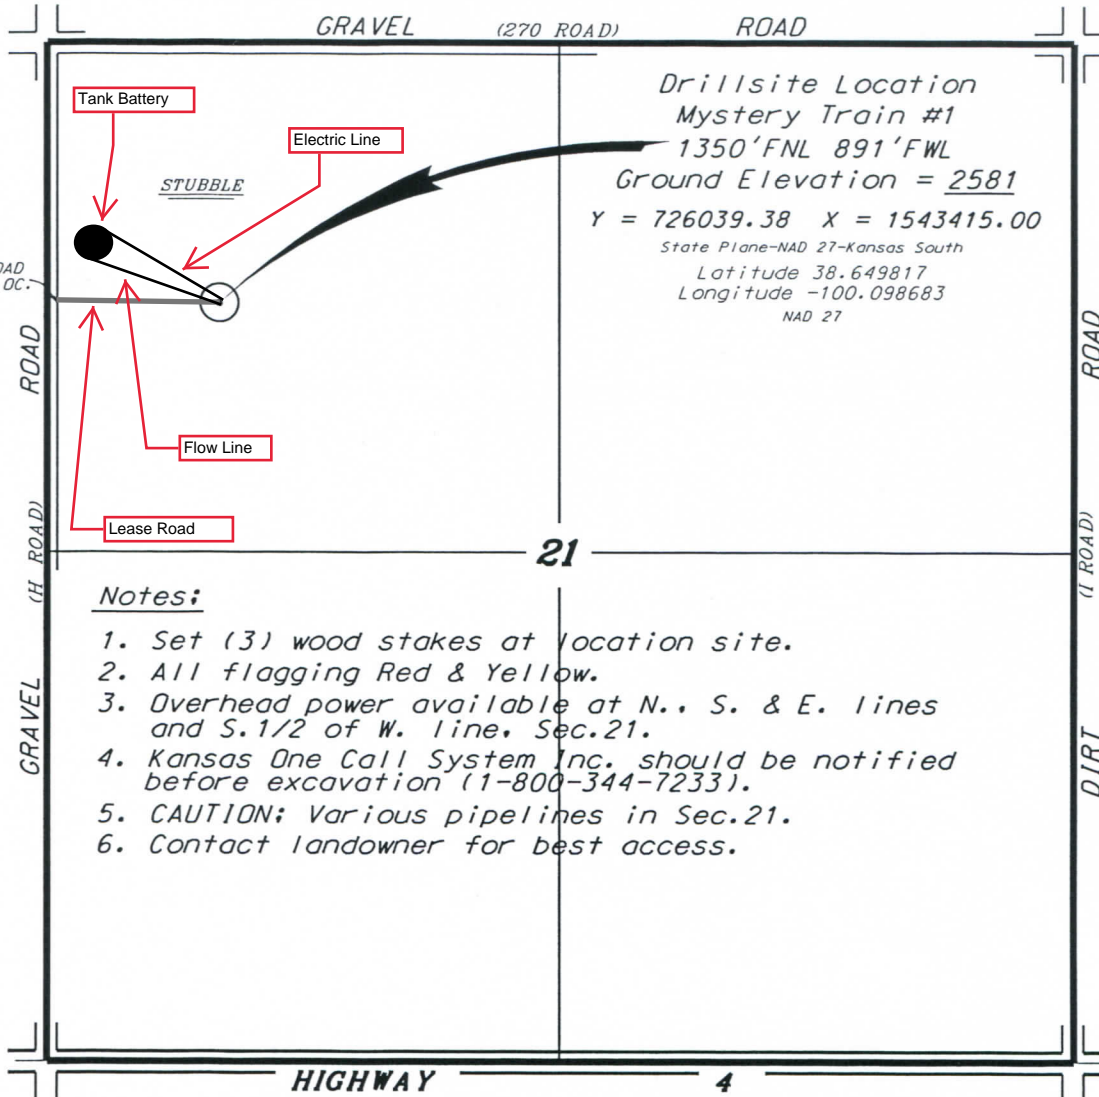 GRAVEL (270 ROAD) ROAD
Drillsite Location
Mystery Train #1
1350'FNL 891'FWL
Ground Elevation = 2581
Y = 726039.38 X = 1543415.00
State Plane-NAD 27-Kansas South
Latitude 38.649817
Longitude -100.098683
NAD 27
Tank Battery
Electric Line
STUBBLE
Flow Line
Lease Road
ROAD
(H ROAD)
GRAVEL
ROAD
(I ROAD)
DIRT
21
Notes:
1. Set (3) wood stakes at location site.
2. All flagging Red & Yellow.
3. Overhead power available at N., S. & E. lines
and S.1/2 of W. line, Sec.21.
4. Kansas One Call System Inc. should be notified
before excavation (1-800-344-7233).
5. CAUTION: Various pipelines in Sec.21.
6. Contact landowner for best access.
HIGHWAY 4